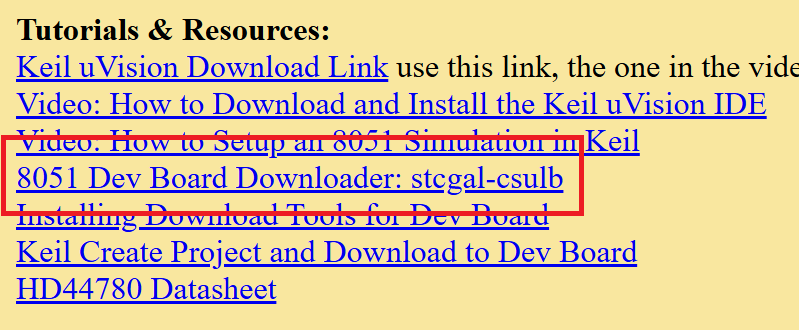 Tutorials & Resources:
Keil uVision Download Link use this link, the one in the vide
Video: How to Download and Install the Keil uVision IDE
Video: How to Setup an 8051 Simulation in Keil
8051 Dev Board Downloader: stcgal-csulb
Installing Download Tools for Dev Board
Keil Create Project and Download to Dev Board
HD44780 Datasheet